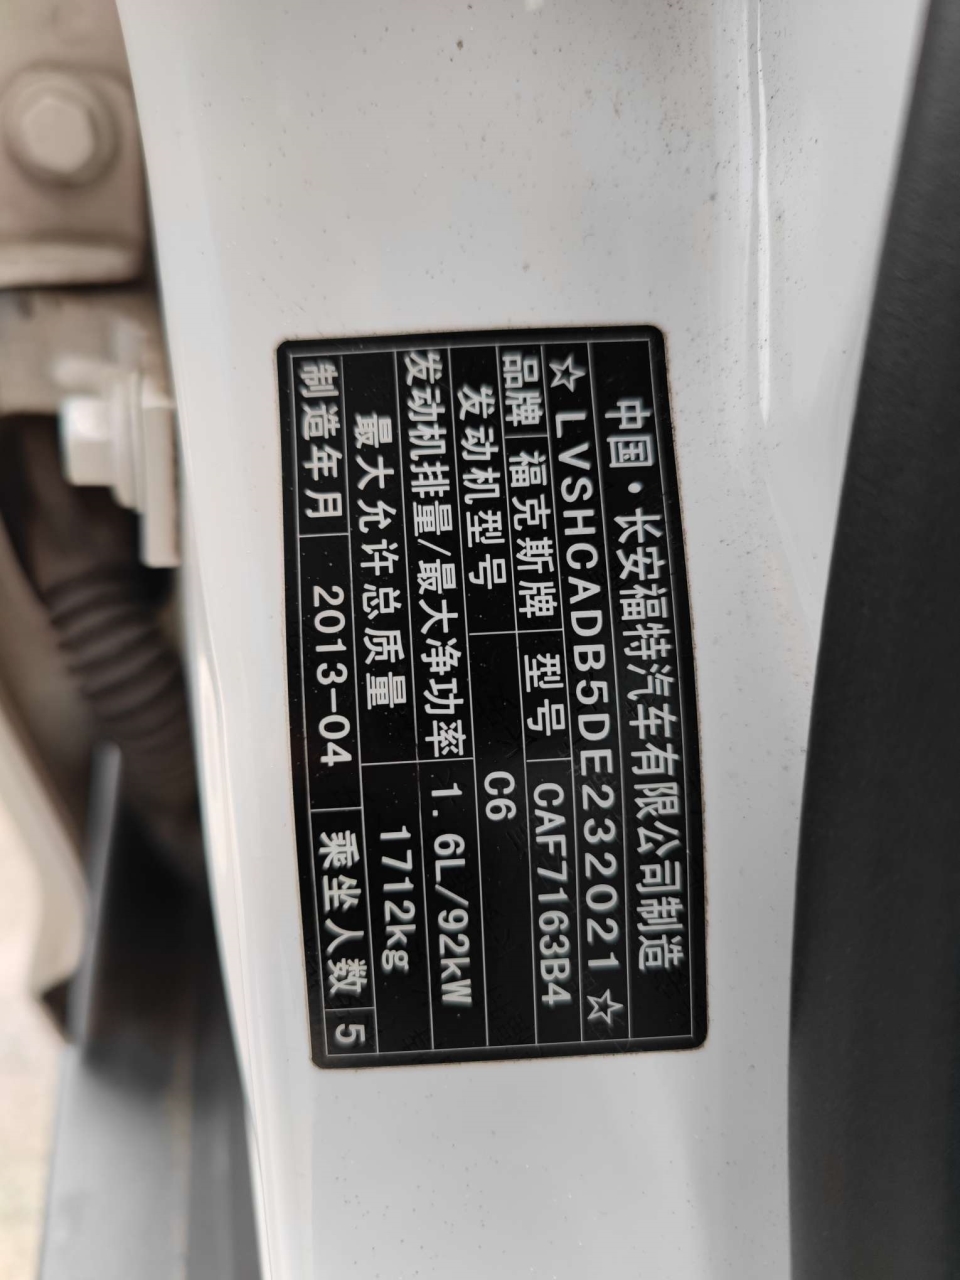 中国·长安福特汽车有限公司制造
☆LVSHCADB5DE232021☆
品牌 福克斯牌 型号 CAF7163B4
发动机型号 C6
发动机排量/最大净功率 1.6L/92kW
最大允许总质量 1712kg
制造年月 2013-04 乘坐人数 5